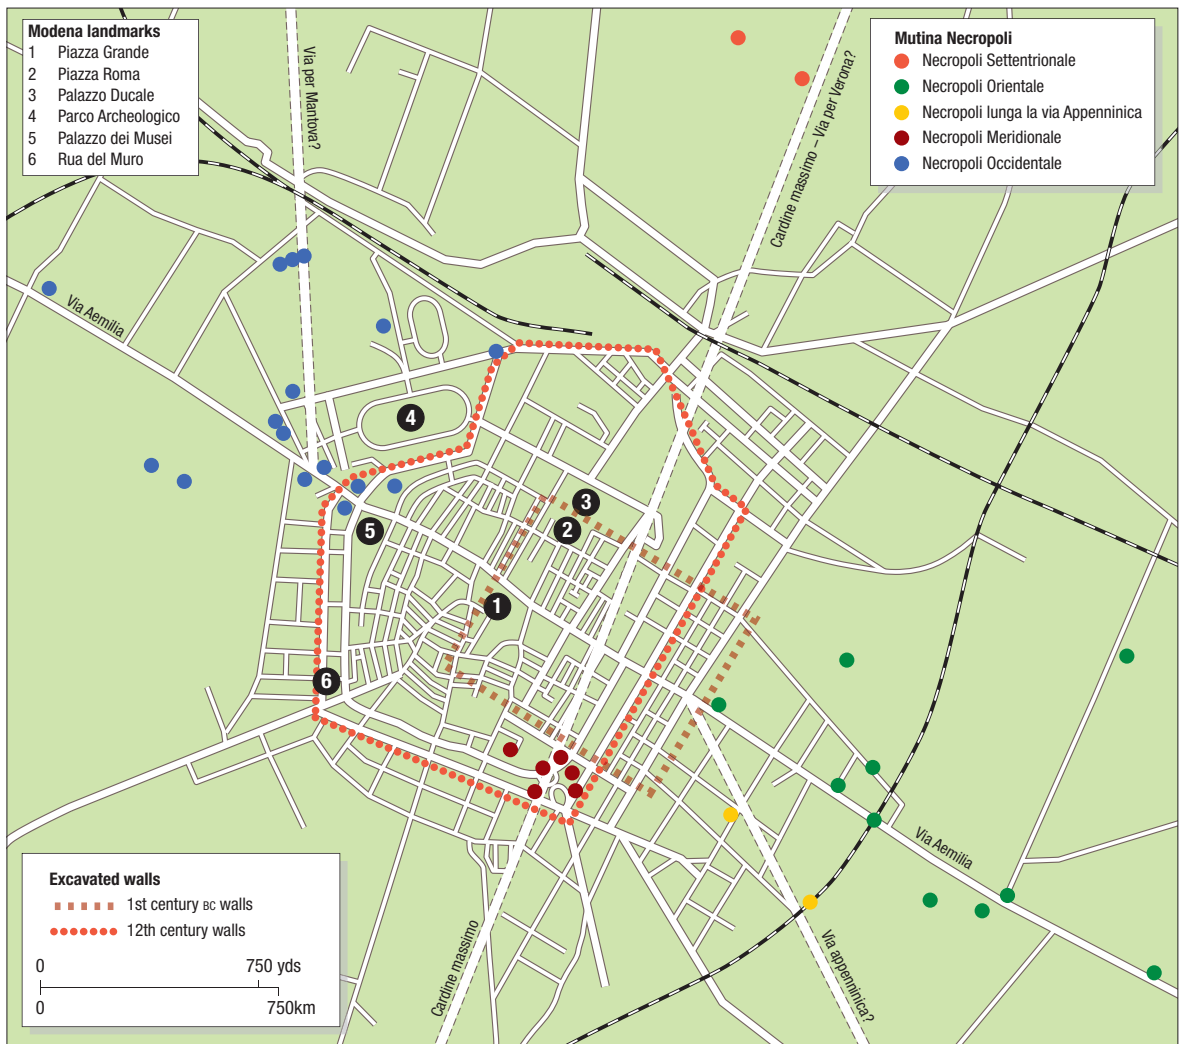 Modena landmarks
1 Piazza Grande
2 Piazza Roma
3 Palazzo Ducale
4 Parco Archeologico
5 Palazzo dei Musei
6 Rua del Muro
Mutina Necropoli
Necropoli Settentrionale
Necropoli Orientale
Necropoli lunga la via Appenninica
Necropoli Meridionale
Necropoli Occidentale
Via per Mantova?
Cardine massimo – Via per Verona?
Via Aemilia
4
3
2
5
1
6
Via Aemilia
Cardine massimo
Via appenninica?
Excavated walls
1st century BC walls
12th century walls
0 750 yds
0 750km